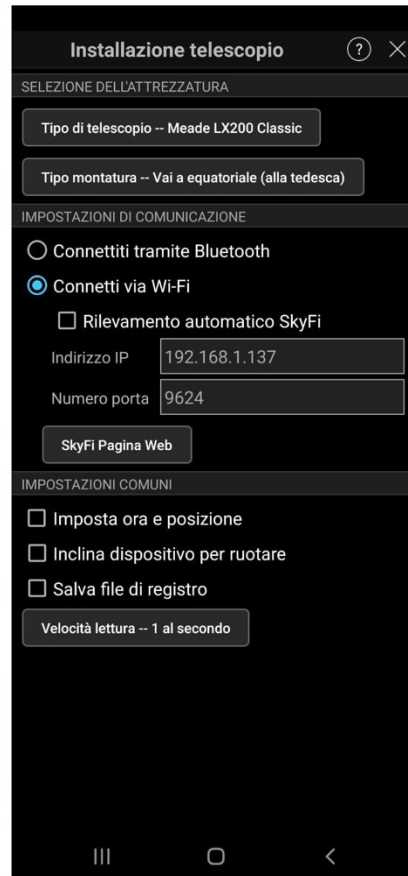 Installazione telescopio
SELEZIONE DELL'ATTREZZATURA
Tipo di telescopio -- Meade LX200 Classic
Tipo montatura -- Vai a equatoriale (alla tedesca)
IMPOSTAZIONI DI COMUNICAZIONE
Connettiti tramite Bluetooth
Connetti via Wi-Fi
Rilevamento automatico SkyFi
Indirizzo IP 192.168.1.137
Numero porta 9624
SkyFi Pagina Web
IMPOSTAZIONI COMUNI
Imposta ora e posizione
Inclina dispositivo per ruotare
Salva file di registro
Velocità lettura -- 1 al secondo